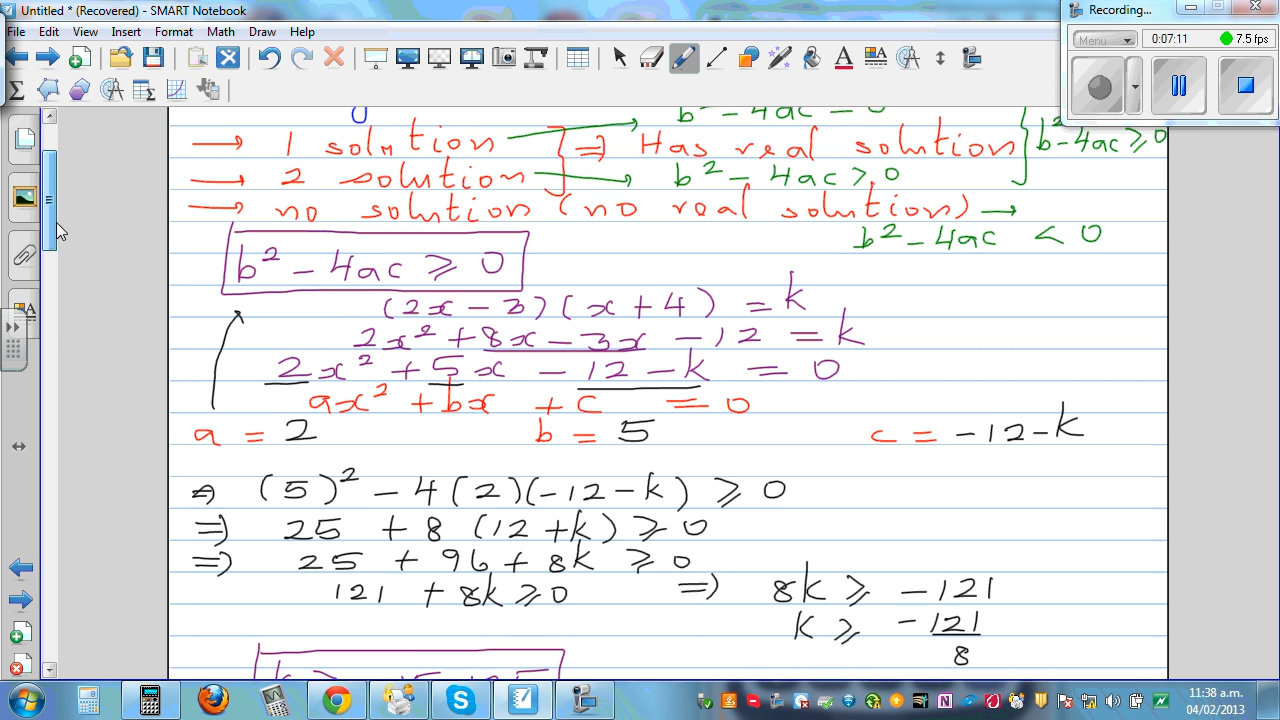 Untitled * (Recovered) - SMART Notebook
File Edit View Insert Format Math Draw Help
Recording...
Menu
0:07:11
7.5 fps
→ 1 solution ⇒ Has real solution b²-4ac ≥ 0
→ 2 solution → b² - 4ac > 0
→ no solution (no real solution) →
b² - 4ac < 0
b² - 4ac ≥ 0
(2x - 3)(x + 4) = k
2x² + 8x - 3x - 12 = k
2x² + 5x - 12 - k = 0
ax² + bx + c = 0
a = 2 b = 5 c = -12-k
⇒ (5)² - 4(2)(-12-k) ≥ 0
⇒ 25 + 8 (12+k) ≥ 0
⇒ 25 + 96 + 8k ≥ 0
121 + 8k ≥ 0 ⇒ 8k ≥ -121
k ≥ -121
8
11:38 a.m.
04/02/2013